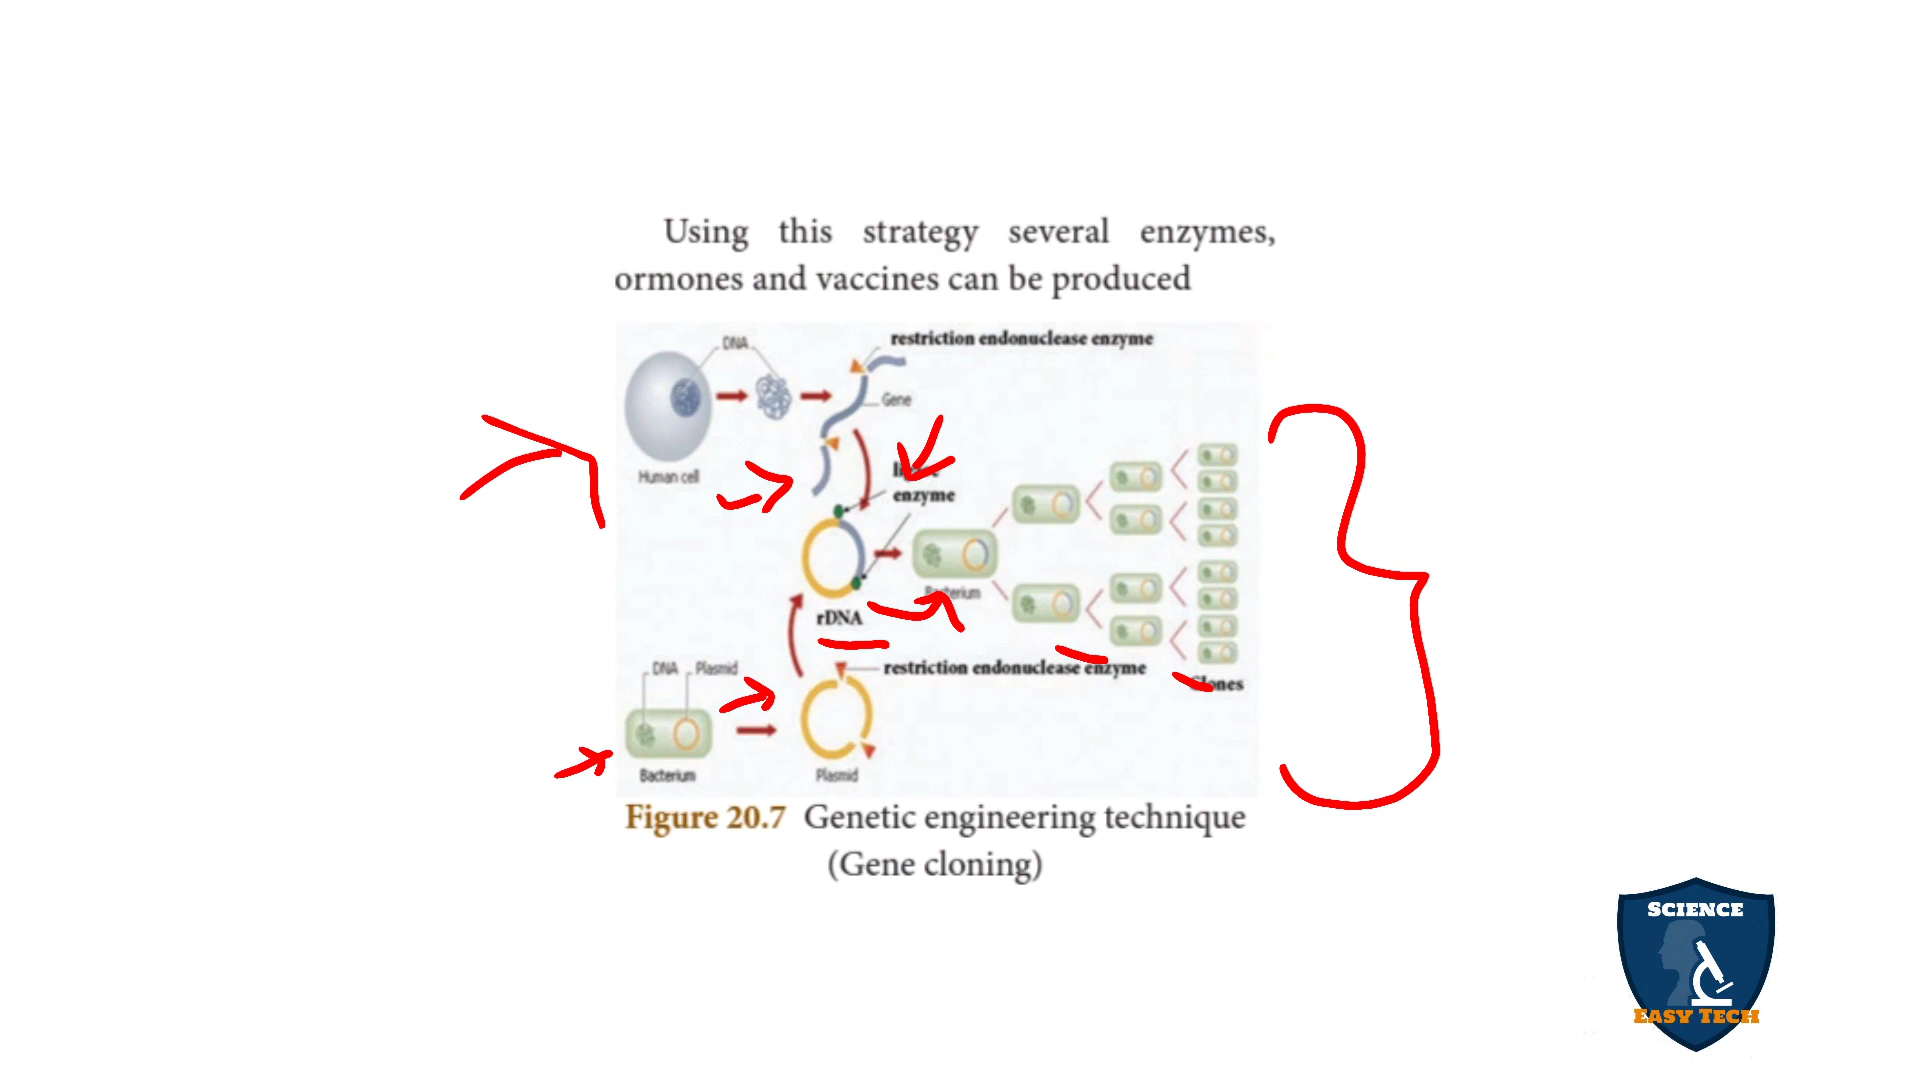 Using this strategy several enzymes,
ormones and vaccines can be produced
restriction endonuclease enzyme
DNA
Gene
Human cell
enzyme
rDNA
restriction endonuclease enzyme
DNA Plasmid
Bacterium
Plasmid
Figure 20.7 Genetic engineering technique
(Gene cloning)
SCIENCE
EASY TECH